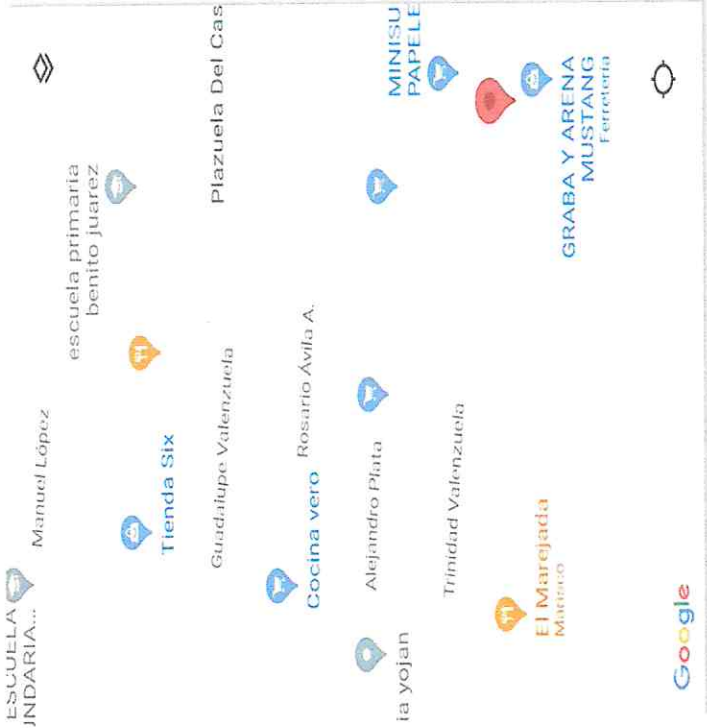 ESCUELA
UNDARIA...
Manuel López
escuela primaria
benito juarez
Tienda Six
Guadalupe Valenzuela
Plazuela Del Cas
Cocina vero
Rosario Ávila A.
Alejandro Plata
MINISU
PAPELE
ia yojan
Trinidad Valenzuela
El Marejada
Marisco
GRABA Y ARENA
MUSTANG
Ferretería
Google